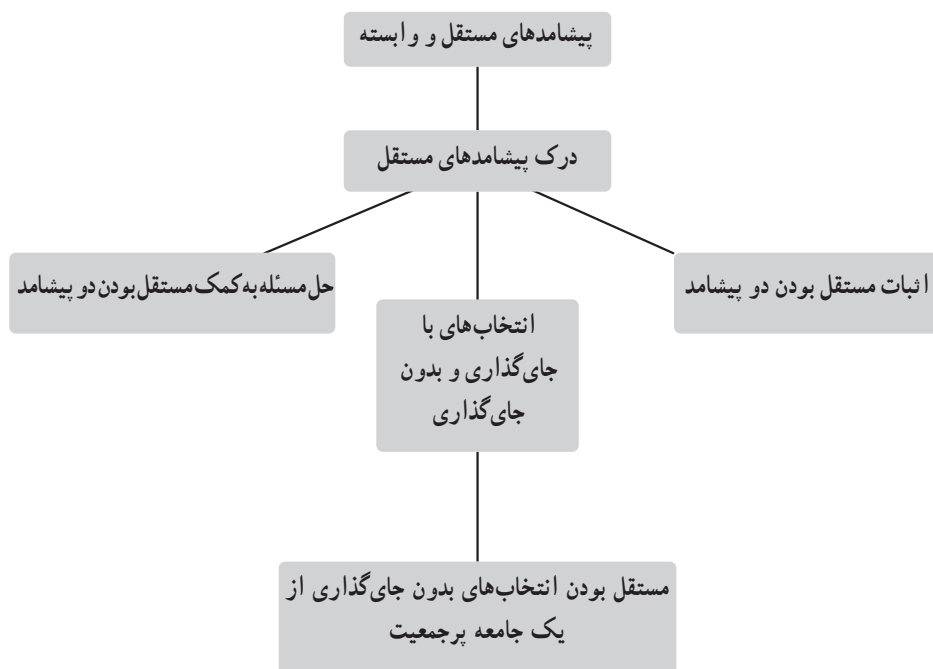 پیشامدهای مستقل و وابسته
درک پیشامدهای مستقل
اثبات مستقل بودن دو پیشامد
انتخاب‌های با
جای‌گذاری و بدون
جای‌گذاری
حل مسئله به کمک مستقل بودن دو پیشامد
مستقل بودن انتخاب‌های بدون جای‌گذاری از
یک جامعه پرجمعیت